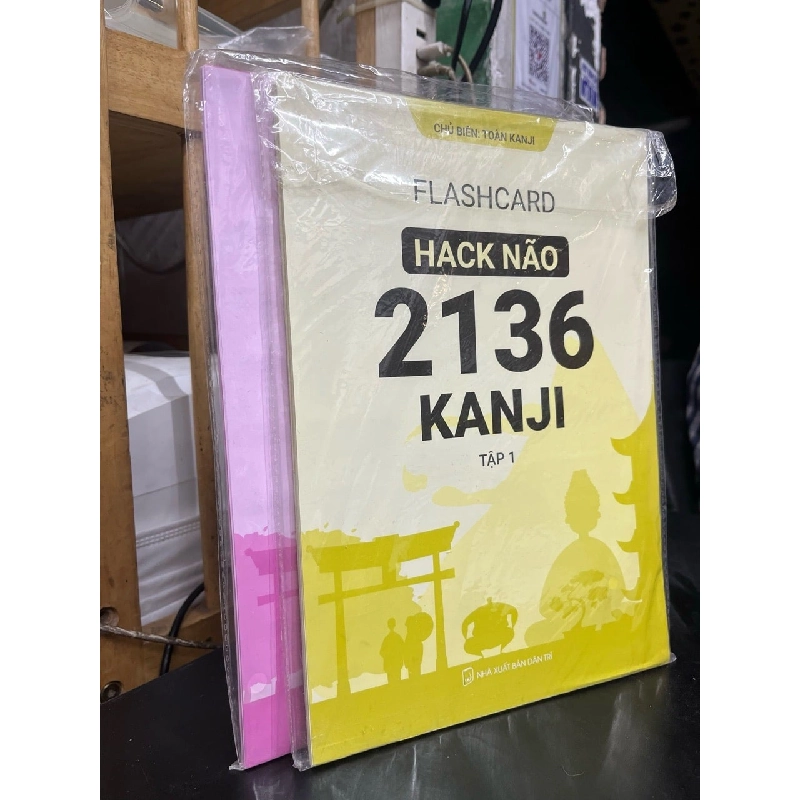 CHỦ BIÊN: TOÀN KANJI
FLASHCARD
HACK NÃO
2136
KANJI
TẬP 1
NHÀ XUẤT BẢN DÂN TRÍ